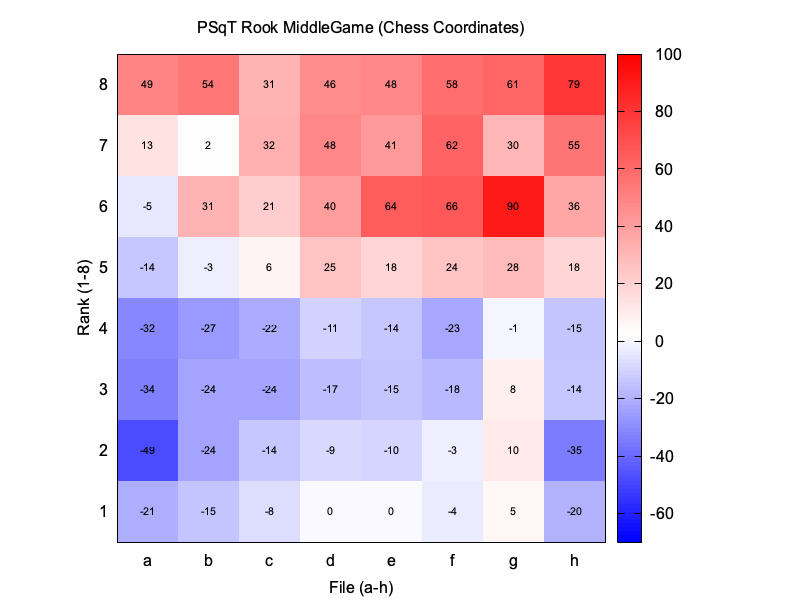 PSqT Rook MiddleGame (Chess Coordinates)
100
8 49 54 31 46 48 58 61 79
80
7 13 2 32 48 41 62 30 55
60
6 -5 31 21 40 64 66 90 36
40
5 -14 -3 6 25 18 24 28 18
20
Rank (1-8)
4 -32 -27 -22 -11 -14 -23 -1 -15
0
3 -34 -24 -24 -17 -15 -18 8 -14
-20
2 -49 -24 -14 -9 -10 -3 10 -35
-40
1 -21 -15 -8 0 0 -4 5 -20
-60
a b c d e f g h
File (a-h)